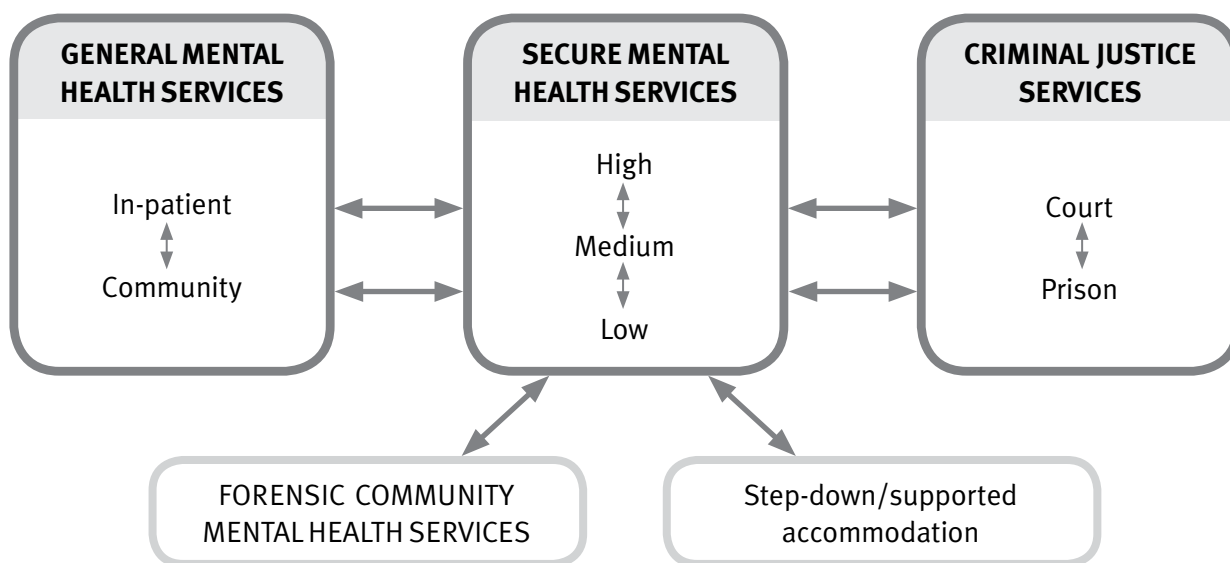 GENERAL MENTAL
HEALTH SERVICES
In-patient
Community
SECURE MENTAL
HEALTH SERVICES
High
Medium
Low
CRIMINAL JUSTICE
SERVICES
Court
Prison
FORENSIC COMMUNITY
MENTAL HEALTH SERVICES
Step-down/supported
accommodation